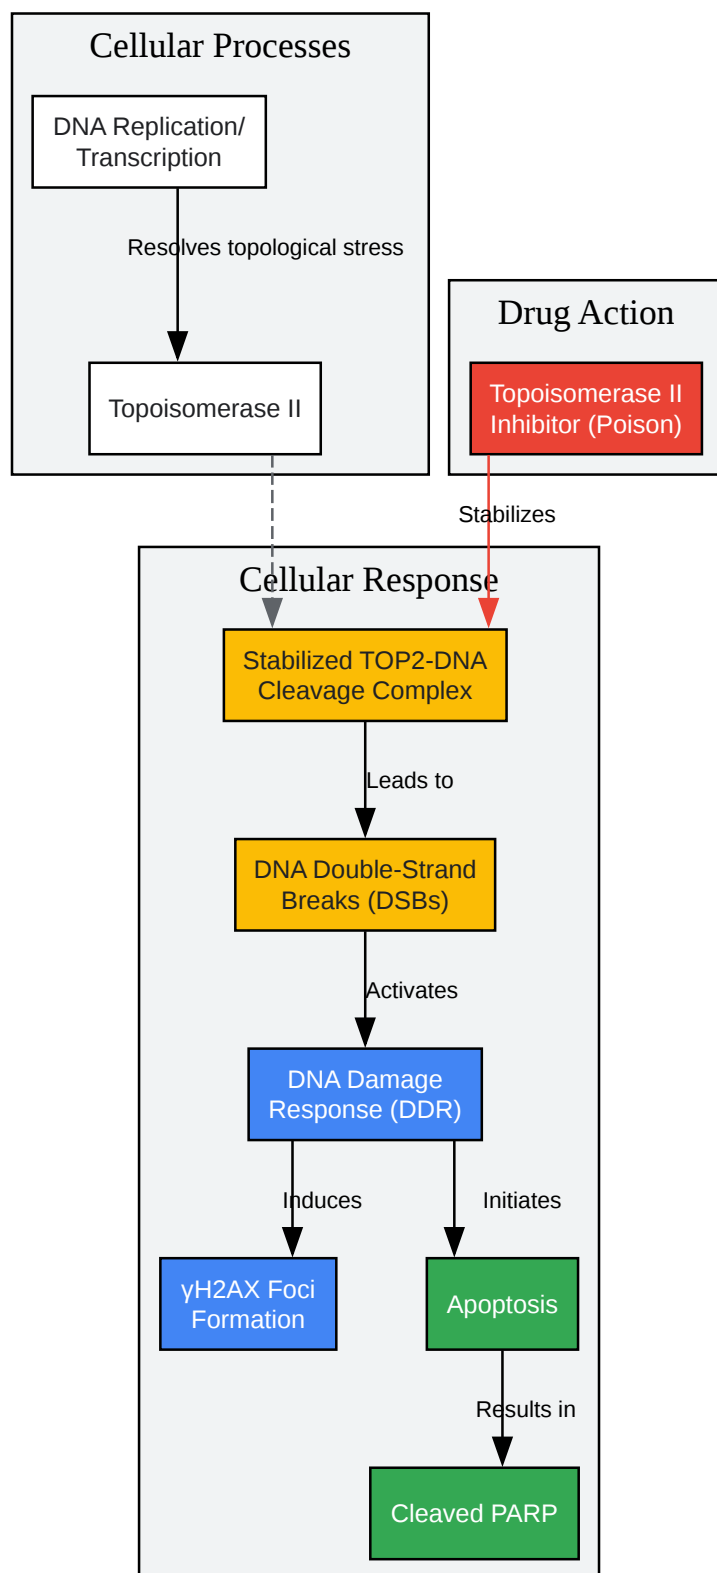 Cellular Processes
DNA Replication/
Transcription
Resolves topological stress
Topoisomerase II
Drug Action
Topoisomerase II
Inhibitor (Poison)
Stabilizes
Cellular Response
Stabilized TOP2-DNA
Cleavage Complex
Leads to
DNA Double-Strand
Breaks (DSBs)
Activates
DNA Damage
Response (DDR)
Induces
Initiates
γH2AX Foci
Formation
Apoptosis
Results in
Cleaved PARP